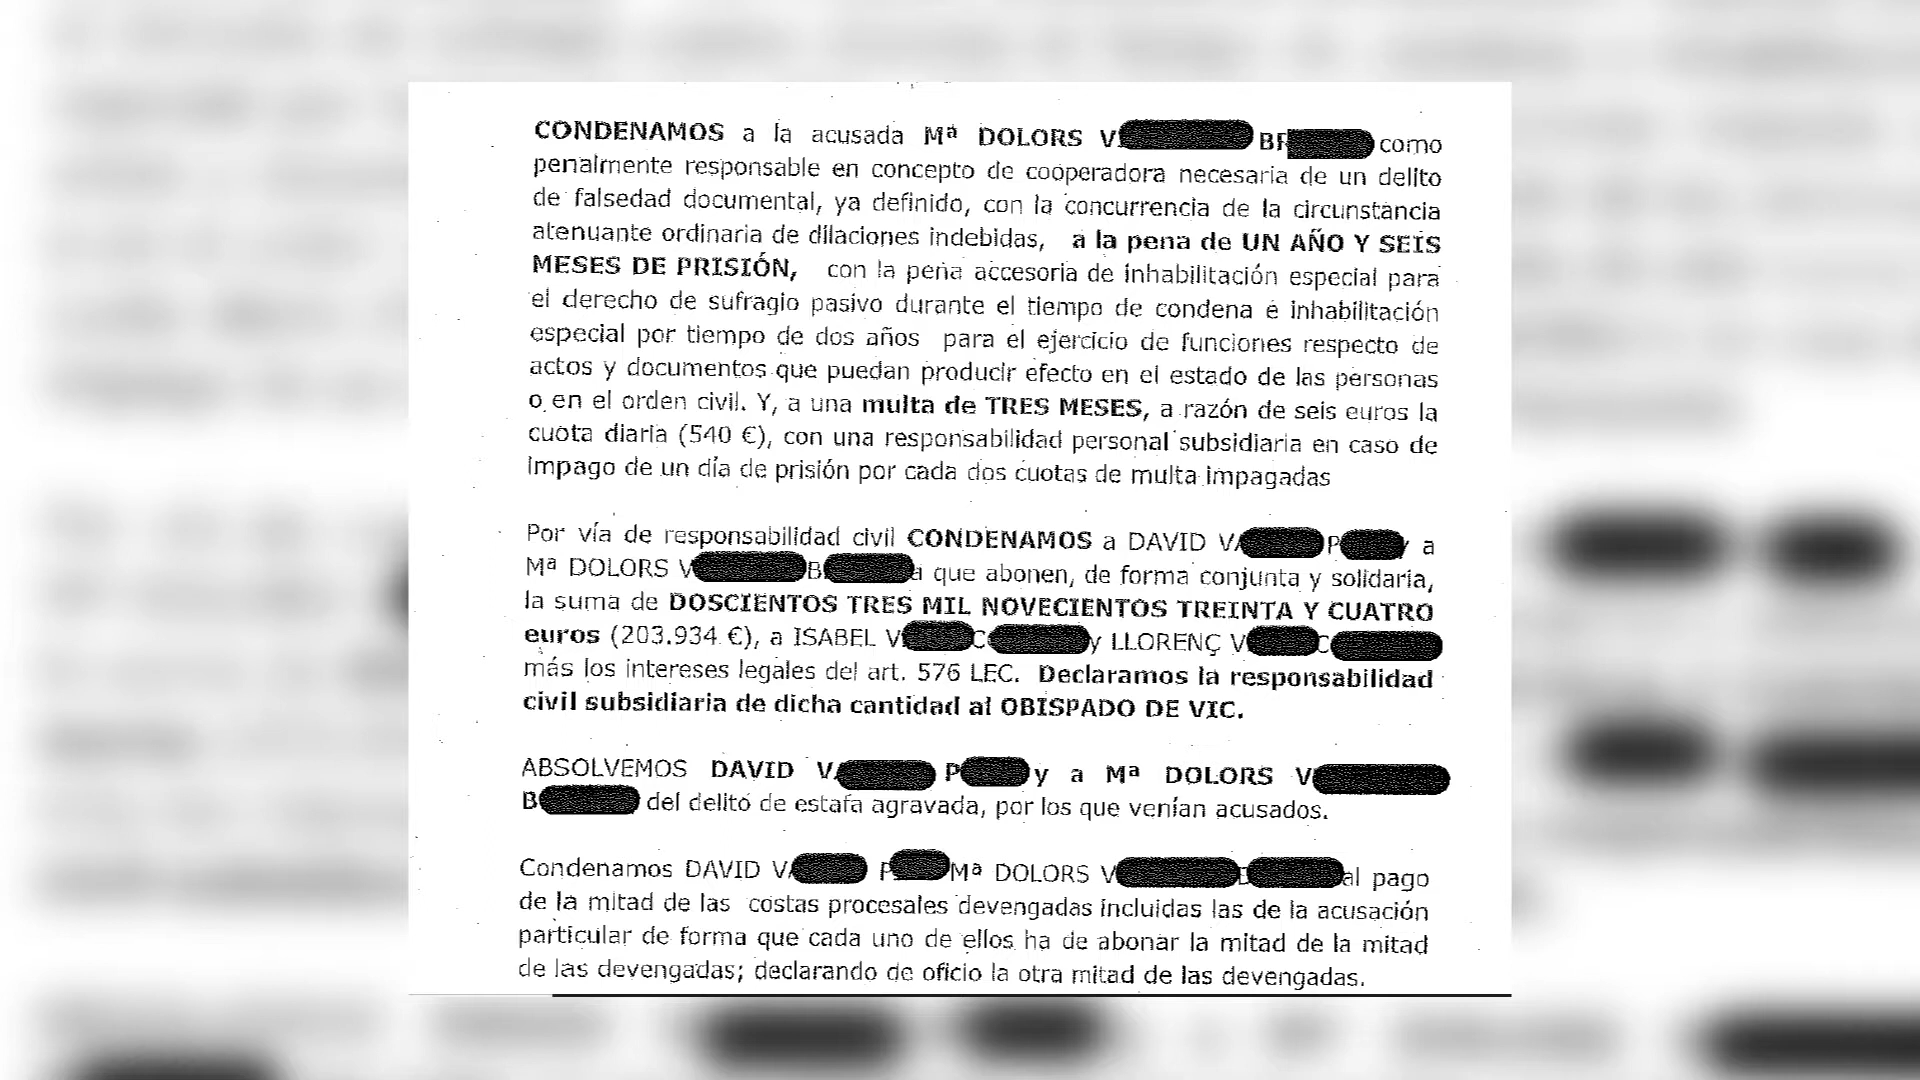 CONDENAMOS a la acusada Mª DOLORS V BR como
penalmente responsable en concepto de cooperadora necesaria de un delito
de falsedad documental, ya definido, con la concurrencia de la circunstancia
atenuante ordinaria de dilaciones indebidas, a la pena de UN AÑO Y SEIS
MESES DE PRISIÓN, con la pena accesoria de inhabilitación especial para
el derecho de sufragio pasivo durante el tiempo de condena e inhabilitación
especial por tiempo de dos años para el ejercicio de funciones respecto de
actos y documentos que puedan producir efecto en el estado de las personas
o en el orden civil. Y, a una multa de TRES MESES, a razón de seis euros la
cuota diaria (540 €), con una responsabilidad personal subsidiaria en caso de
impago de un día de prisión por cada dos cuotas de multa impagadas
Por vía de responsabilidad civil CONDENAMOS a DAVID VA P y a
Mª DOLORS V B a que abonen, de forma conjunta y solidaria,
la suma de DOSCIENTOS TRES MIL NOVECIENTOS TREINTA Y CUATRO
euros (203.934 €), a ISABEL V C y LLORENÇ V C
más los intereses legales del art. 576 LEC. Declaramos la responsabilidad
civil subsidiaria de dicha cantidad al OBISPADO DE VIC.
ABSOLVEMOS DAVID VA P y a Mª DOLORS V
B del delito de estafa agravada, por los que venían acusados.
Condenamos DAVID VA P Mª DOLORS V B al pago
de la mitad de las costas procesales devengadas incluidas las de la acusación
particular de forma que cada uno de ellos ha de abonar la mitad de la mitad
de las devengadas; declarando de oficio la otra mitad de las devengadas.